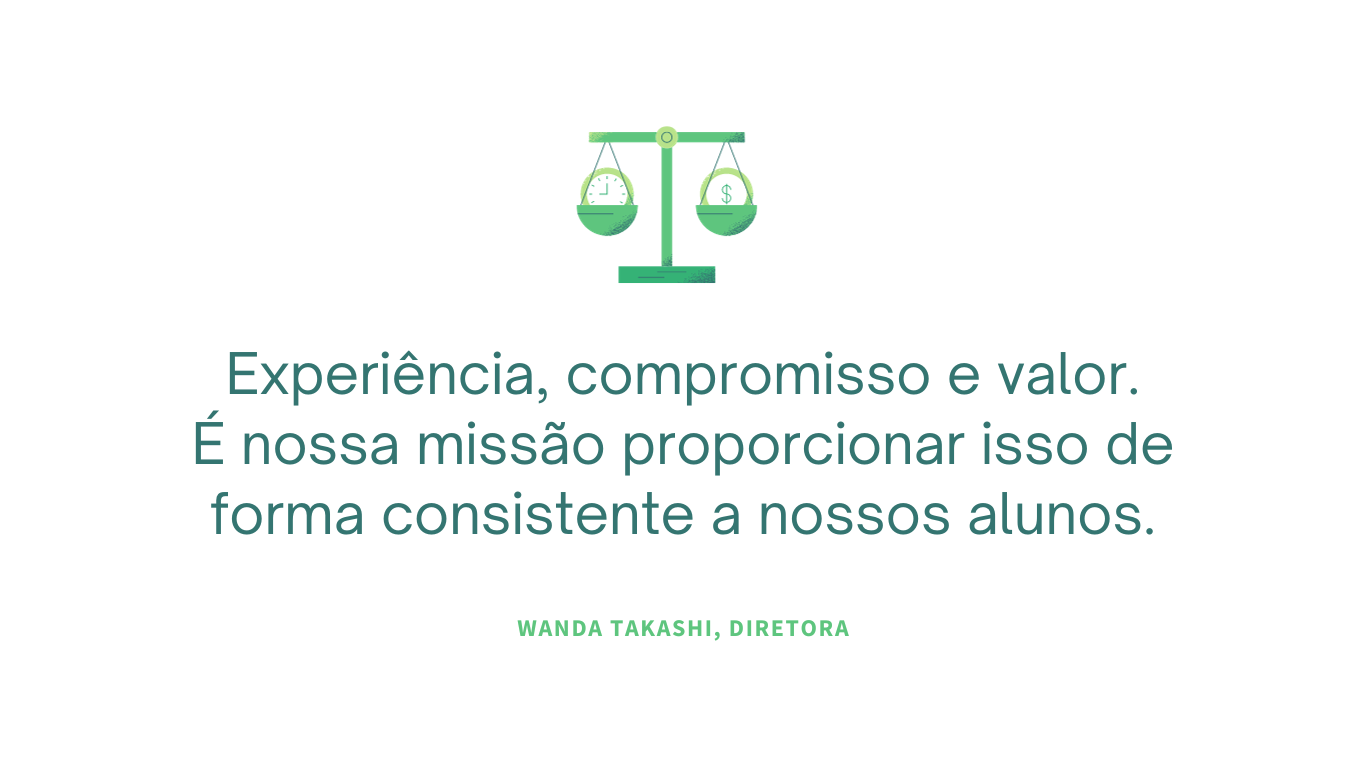 $
Experiência, compromisso e valor.
É nossa missão proporcionar isso de
forma consistente a nossos alunos.
WANDA TAKASHI, DIRETORA